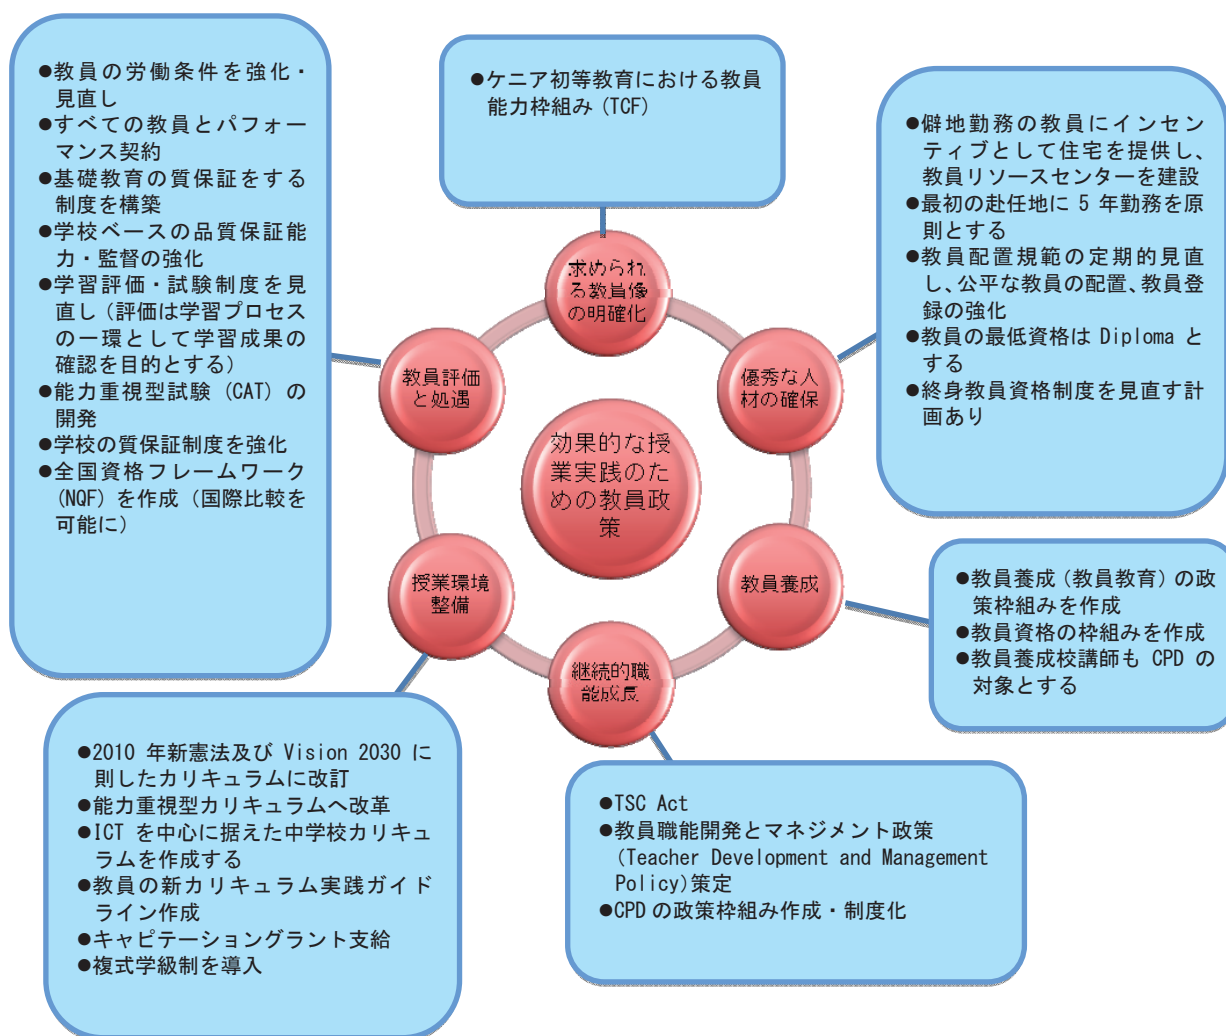 ●教員の労働条件を強化・
見直し
●すべての教員とパフォー
マンス契約
●基礎教育の質保証をする
制度を構築
●学校ベースの品質保証能
力・監督の強化
●学習評価・試験制度を見
直し（評価は学習プロセス
の一環として学習成果の
確認を目的とする）
●能力重視型試験 (CAT) の
開発
●学校の質保証制度を強化
●全国資格フレームワーク
(NQF) を作成（国際比較を
可能に）
●ケニア初等教育における教員
能力枠組み (TCF)
●僻地勤務の教員にインセン
ティブとして住宅を提供し、
教員リソースセンターを建設
●最初の赴任地に 5 年勤務を原
則とする
●教員配置規範の定期的見直
し、公平な教員の配置、教員登
録の強化
●教員の最低資格は Diploma と
する
●終身教員資格制度を見直す計
画あり
求められ
る教員像
の明確化
教員評価
と処遇
優秀な人
材の確保
効果的な授
業実践のた
めの教員政
策
授業環境
整備
教員養成
継続的職
能成長
●教員養成（教員教育）の政
策枠組みを作成
●教員資格の枠組みを作成
●教員養成校講師も CPD の
対象とする
●2010 年新憲法及び Vision 2030 に
則したカリキュラムに改訂
●能力重視型カリキュラムへ改革
●ICT を中心に据えた中学校カリキュ
ラムを作成する
●教員の新カリキュラム実践ガイド
ライン作成
●キャピテーショングラント支給
●複式学級制を導入
●TSC Act
●教員職能開発とマネジメント政策
(Teacher Development and Management
Policy)策定
●CPD の政策枠組み作成・制度化